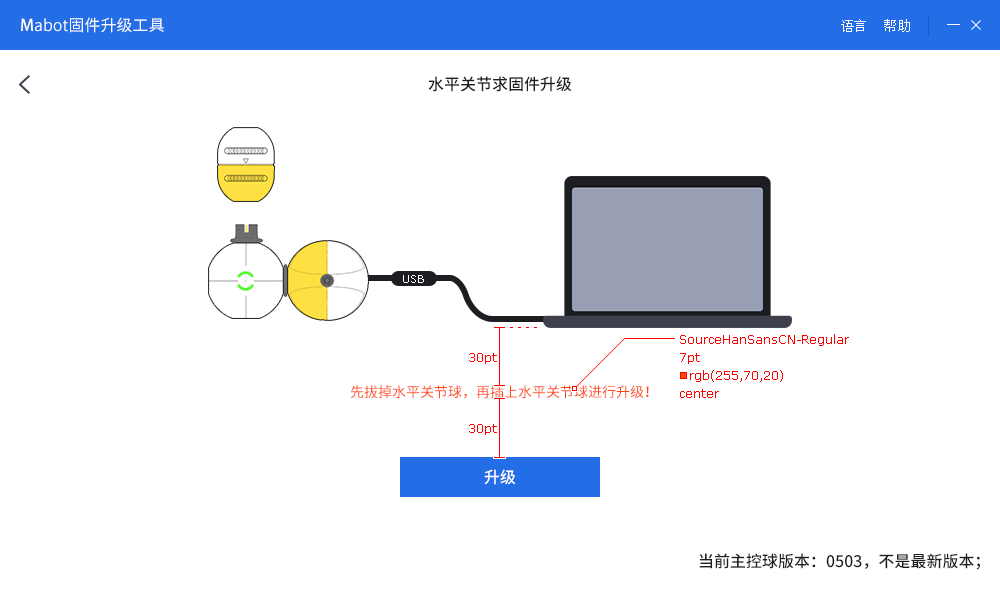 Mabot固件升级工具
语言 帮助
水平关节求固件升级
USB
SourceHanSansCN-Regular
30pt
7pt
rgb(255,70,20)
先拔掉水平关节球，再插上水平关节球进行升级！
center
30pt
升级
当前主控球版本：0503，不是最新版本；